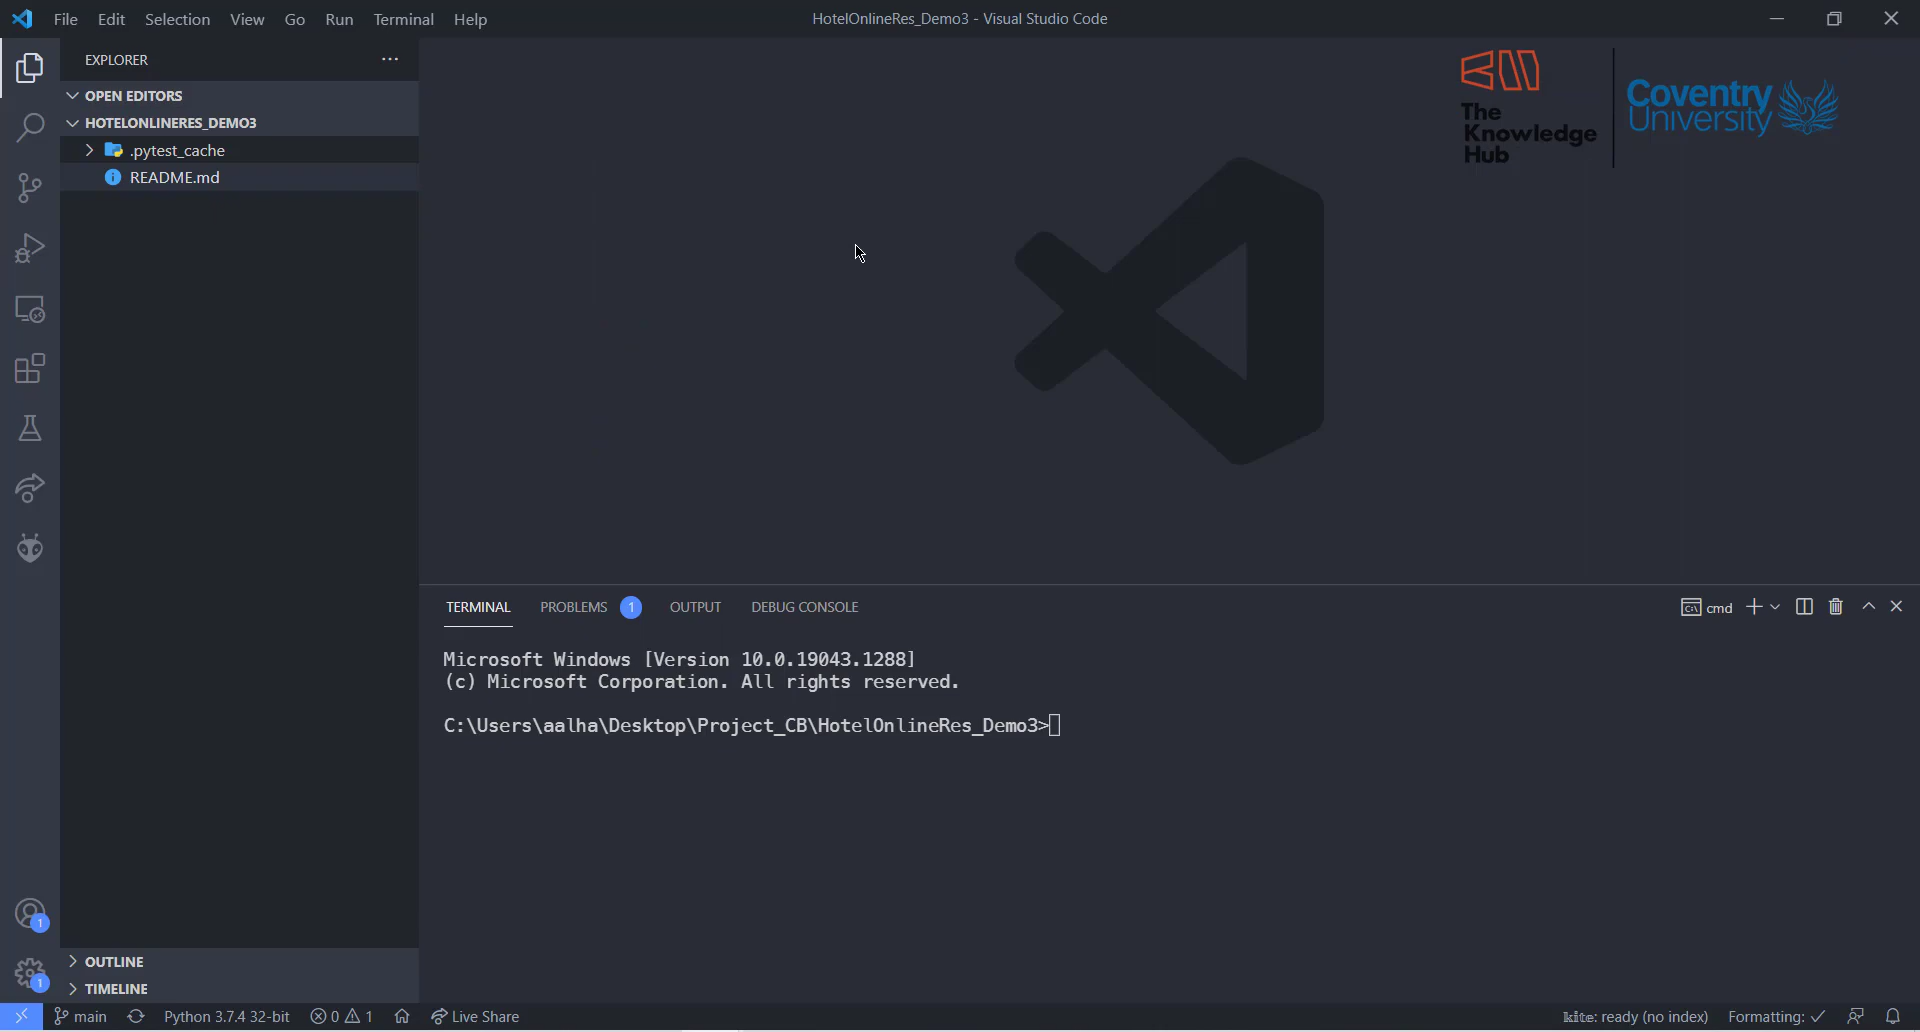 File Edit Selection View Go Run Terminal Help
HotelOnlineRes_Demo3 - Visual Studio Code
EXPLORER
OPEN EDITORS
HOTELONLINERES_DEMO3
.pytest_cache
README.md
The
Knowledge
Hub
Coventry
University
TERMINAL PROBLEMS 1 OUTPUT DEBUG CONSOLE
cmd
Microsoft Windows [Version 10.0.19043.1288]
(c) Microsoft Corporation. All rights reserved.
C:\Users\aalha\Desktop\Project_CB\HotelOnlineRes_Demo3>
1
1
OUTLINE
TIMELINE
main Python 3.7.4 32-bit 0 1 Live Share
kite: ready (no index) Formatting: ✓